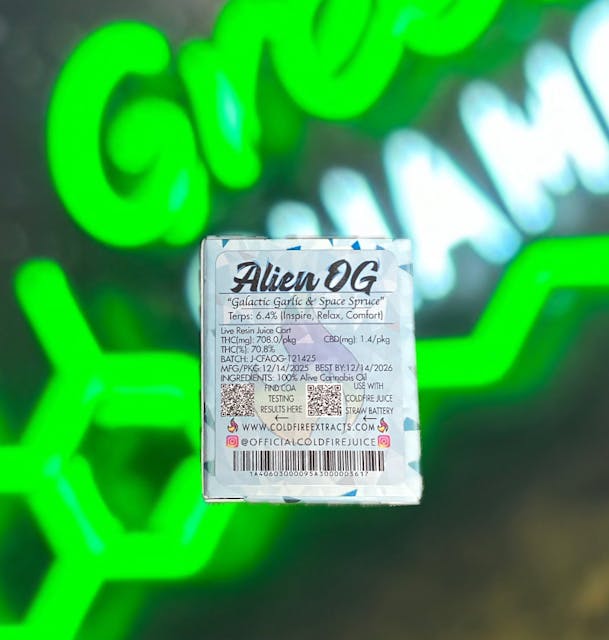 Green
HAM
Alien OG
"Galactic Garlic & Space Spruce"
Terps: 6.4% (Inspire, Relax, Comfort)
Live Resin Juice Cart
THC(mg): 708.0/pkg CBD(mg): 1.4/pkg
THC(%): 70.8%
BATCH: J-CFAOG-121425
MFG/PKG:12/14/2025 BEST BY:12/14/2026
INGREDIENTS: 100% Alive Cannabis Oil
FIND COA
TESTING
RESULTS HERE
←
USE WITH
COLDFIRE JUICE
STRAW BATTERY
←
WWW.COLDFIREEXTRACTS.COM
@OFFICIALCOLDFIREJUICE
1A40603000095A3000003617